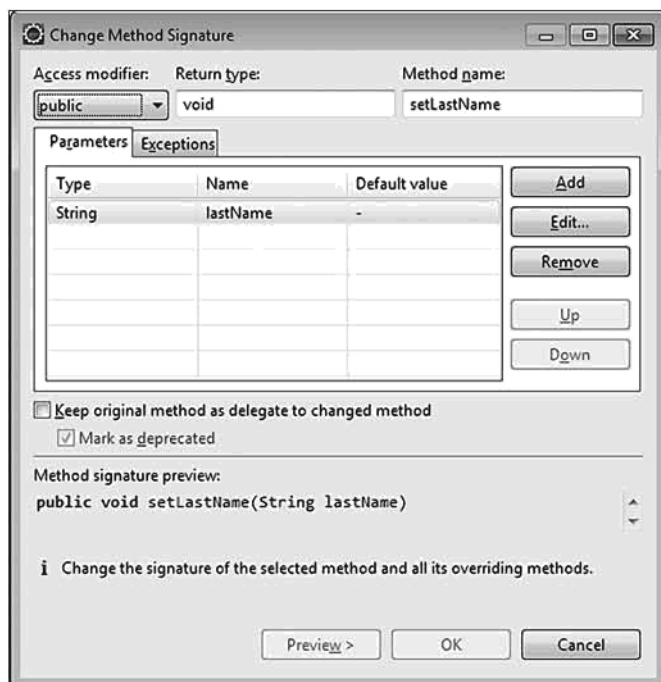 Change Method Signature
Access modifier: Return type: Method name:
public void setLastName
Parameters Exceptions
Type Name Default value
String lastName -
Add
Edit...
Remove
Up
Down
Keep original method as delegate to changed method
Mark as deprecated
Method signature preview:
public void setLastName(String lastName)
i Change the signature of the selected method and all its overriding methods.
Preview > OK Cancel